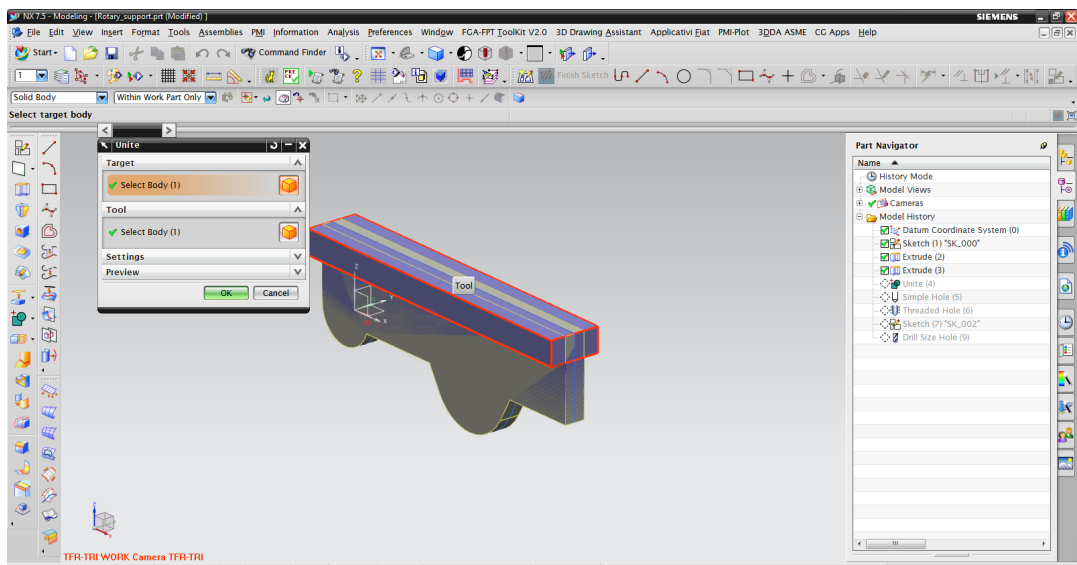 NX 7.5 - Modeling - [Rotary_support.prt (Modified) ]
SIEMENS
File Edit View Insert Format Tools Assemblies PMI Information Analysis Preferences Window FGA-FPT ToolKit V2.0 3D Drawing Assistant Applicativi Fiat PMI-Plot 3DDA ASME CG Apps Help
Start Command Finder
1 Finish Sketch
Solid Body Within Work Part Only
Select target body
Unite
Target
Select Body (1)
Tool
Select Body (1)
Settings
Preview
OK Cancel
Tool
Z
Y
X
Z
TFR-TRI WORK Camera TFR-TRI
Part Navigator
Name
History Mode
Model Views
Cameras
Model History
Datum Coordinate System (0)
Sketch (1) "SK_000"
Extrude (2)
Extrude (3)
Unite (4)
Simple Hole (5)
Threaded Hole (6)
Sketch (7) "SK_002"
Drill Size Hole (9)